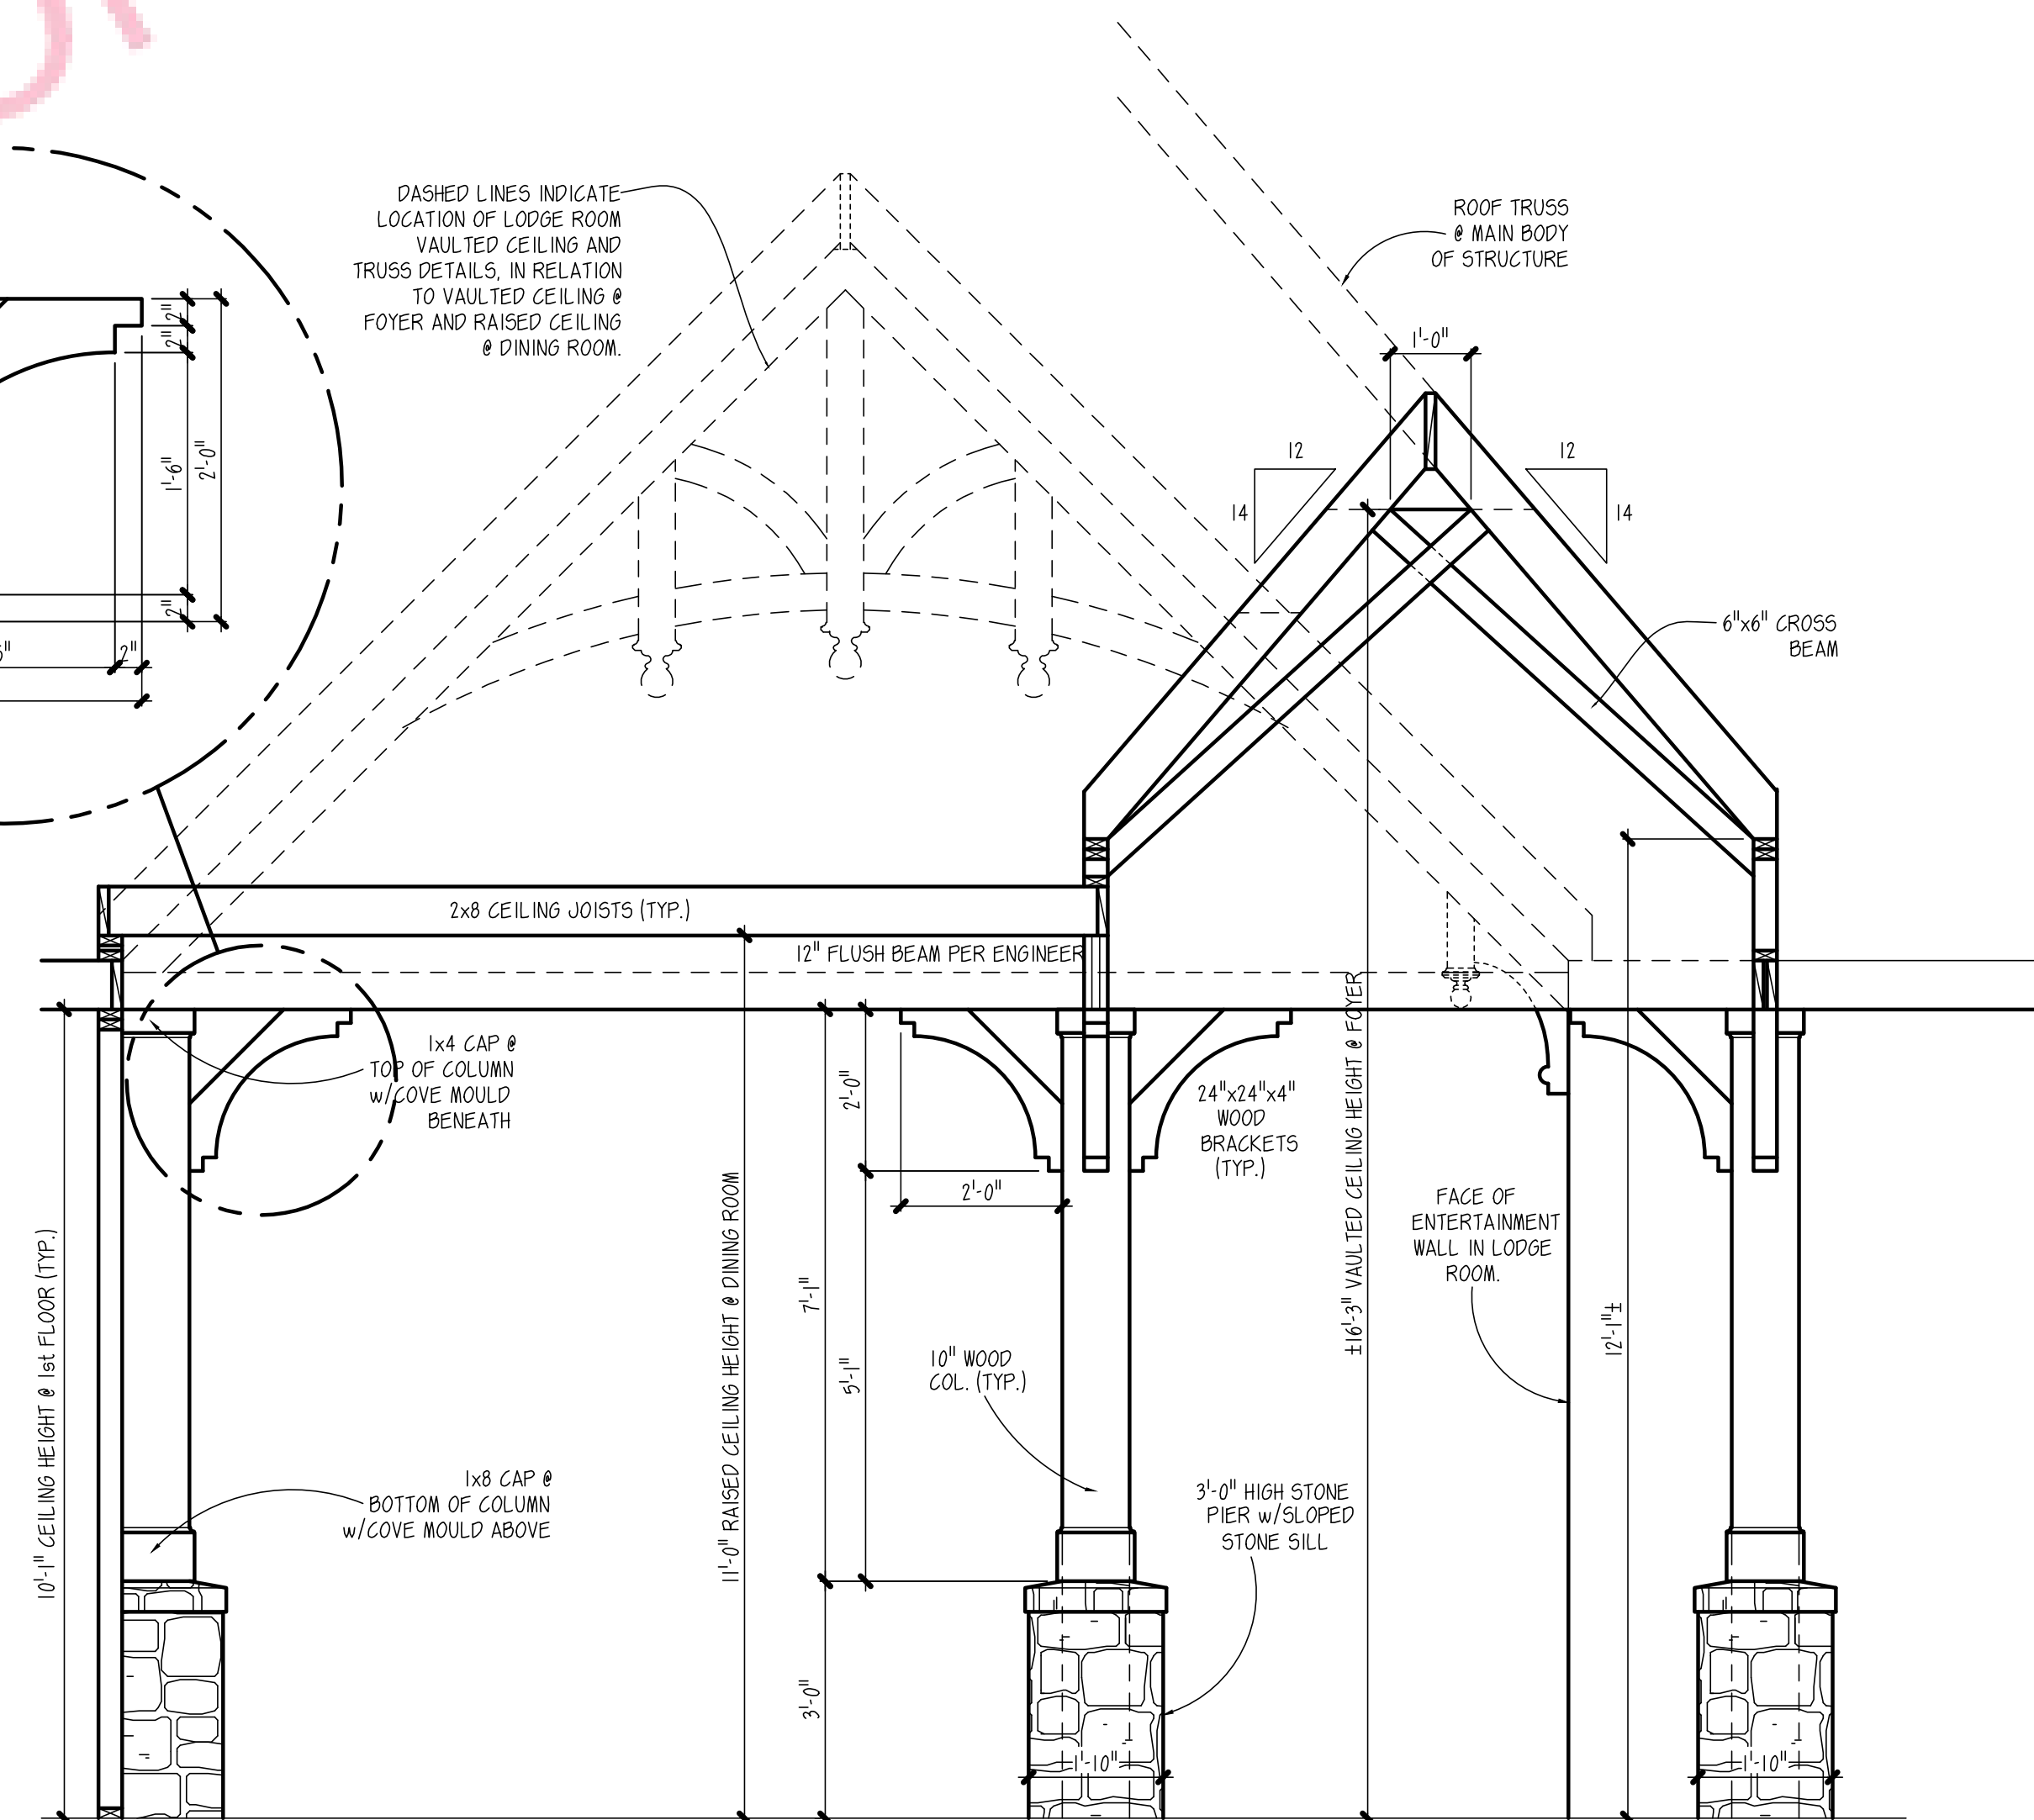 DASHED LINES INDICATE
LOCATION OF LODGE ROOM
VAULTED CEILING AND
TRUSS DETAILS, IN RELATION
TO VAULTED CEILING @
FOYER AND RAISED CEILING
@ DINING ROOM.
ROOF TRUSS
@ MAIN BODY
OF STRUCTURE
2"
2"
1'-6"
2'-0"
2"
2"
1'-0"
12
14
12
14
6"x6" CROSS
BEAM
2x8 CEILING JOISTS (TYP.)
12" FLUSH BEAM PER ENGINEER
1x4 CAP @
TOP OF COLUMN
w/COVE MOULD
BENEATH
2'-0"
2'-0"
24"x24"x4"
WOOD
BRACKETS
(TYP.)
FACE OF
ENTERTAINMENT
WALL IN LODGE
ROOM.
10'-1" CEILING HEIGHT @ 1st FLOOR (TYP.)
11'-0" RAISED CEILING HEIGHT @ DINING ROOM
7'-1"
5'-1"
3'-0"
±16'-3" VAULTED CEILING HEIGHT @ FOYER
12'-1"±
10" WOOD
COL. (TYP.)
1x8 CAP @
BOTTOM OF COLUMN
w/COVE MOULD ABOVE
3'-0" HIGH STONE
PIER w/SLOPED
STONE SILL
1'-10"
1'-10"